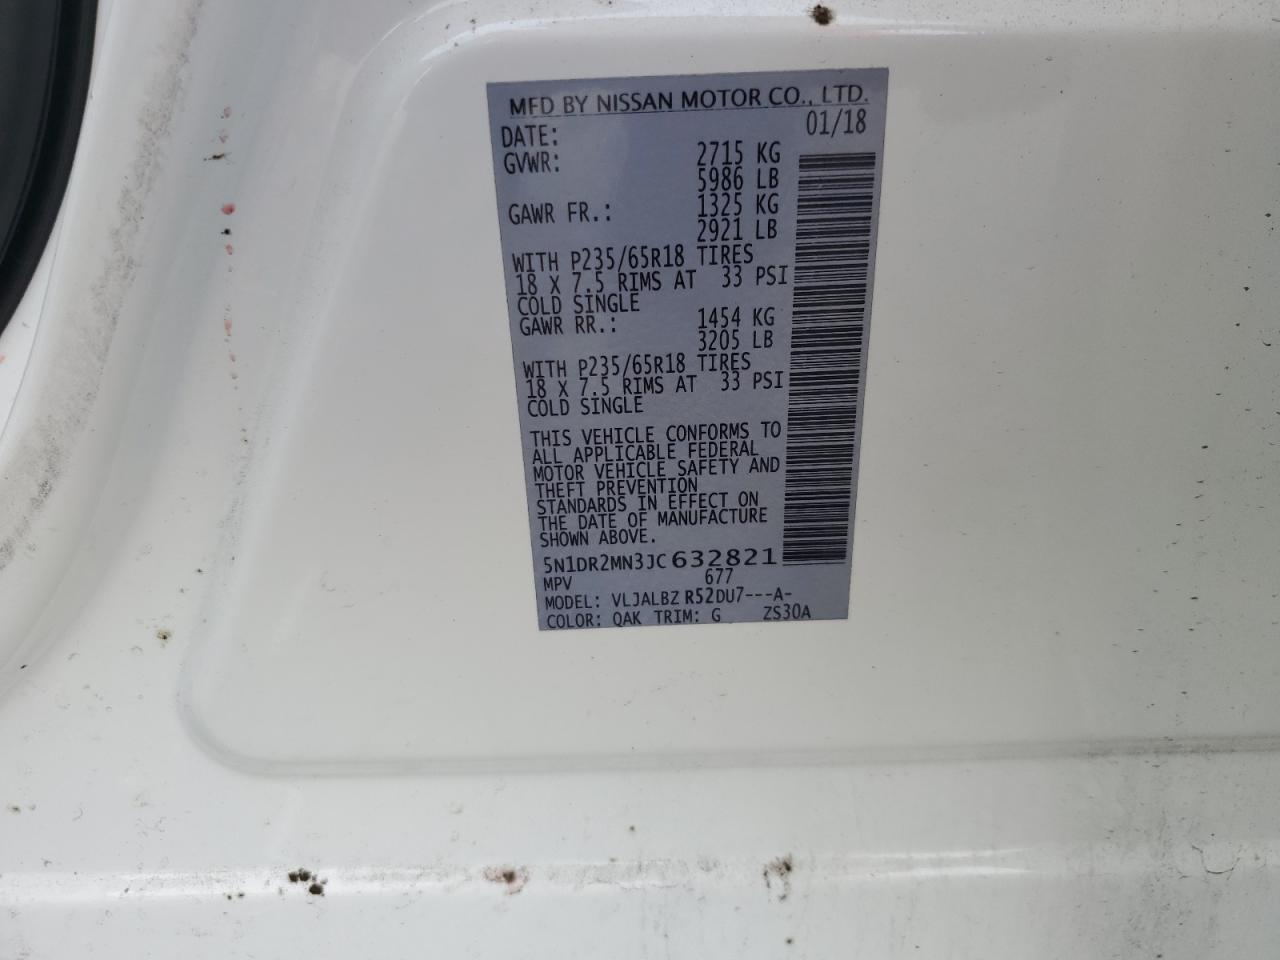 MFD BY NISSAN MOTOR CO., LTD.
DATE: 01/18
GVWR: 2715 KG
5986 LB
GAWR FR.: 1325 KG
2921 LB
WITH P235/65R18 TIRES
18 X 7.5 RIMS AT 33 PSI
COLD SINGLE
GAWR RR.: 1454 KG
3205 LB
WITH P235/65R18 TIRES
18 X 7.5 RIMS AT 33 PSI
COLD SINGLE
THIS VEHICLE CONFORMS TO
ALL APPLICABLE FEDERAL
MOTOR VEHICLE SAFETY AND
THEFT PREVENTION
STANDARDS IN EFFECT ON
THE DATE OF MANUFACTURE
SHOWN ABOVE.
5N1DR2MN3JC632821
MPV 677
MODEL: VLJALBZ R52DU7---A-
COLOR: QAK TRIM: G ZS30A